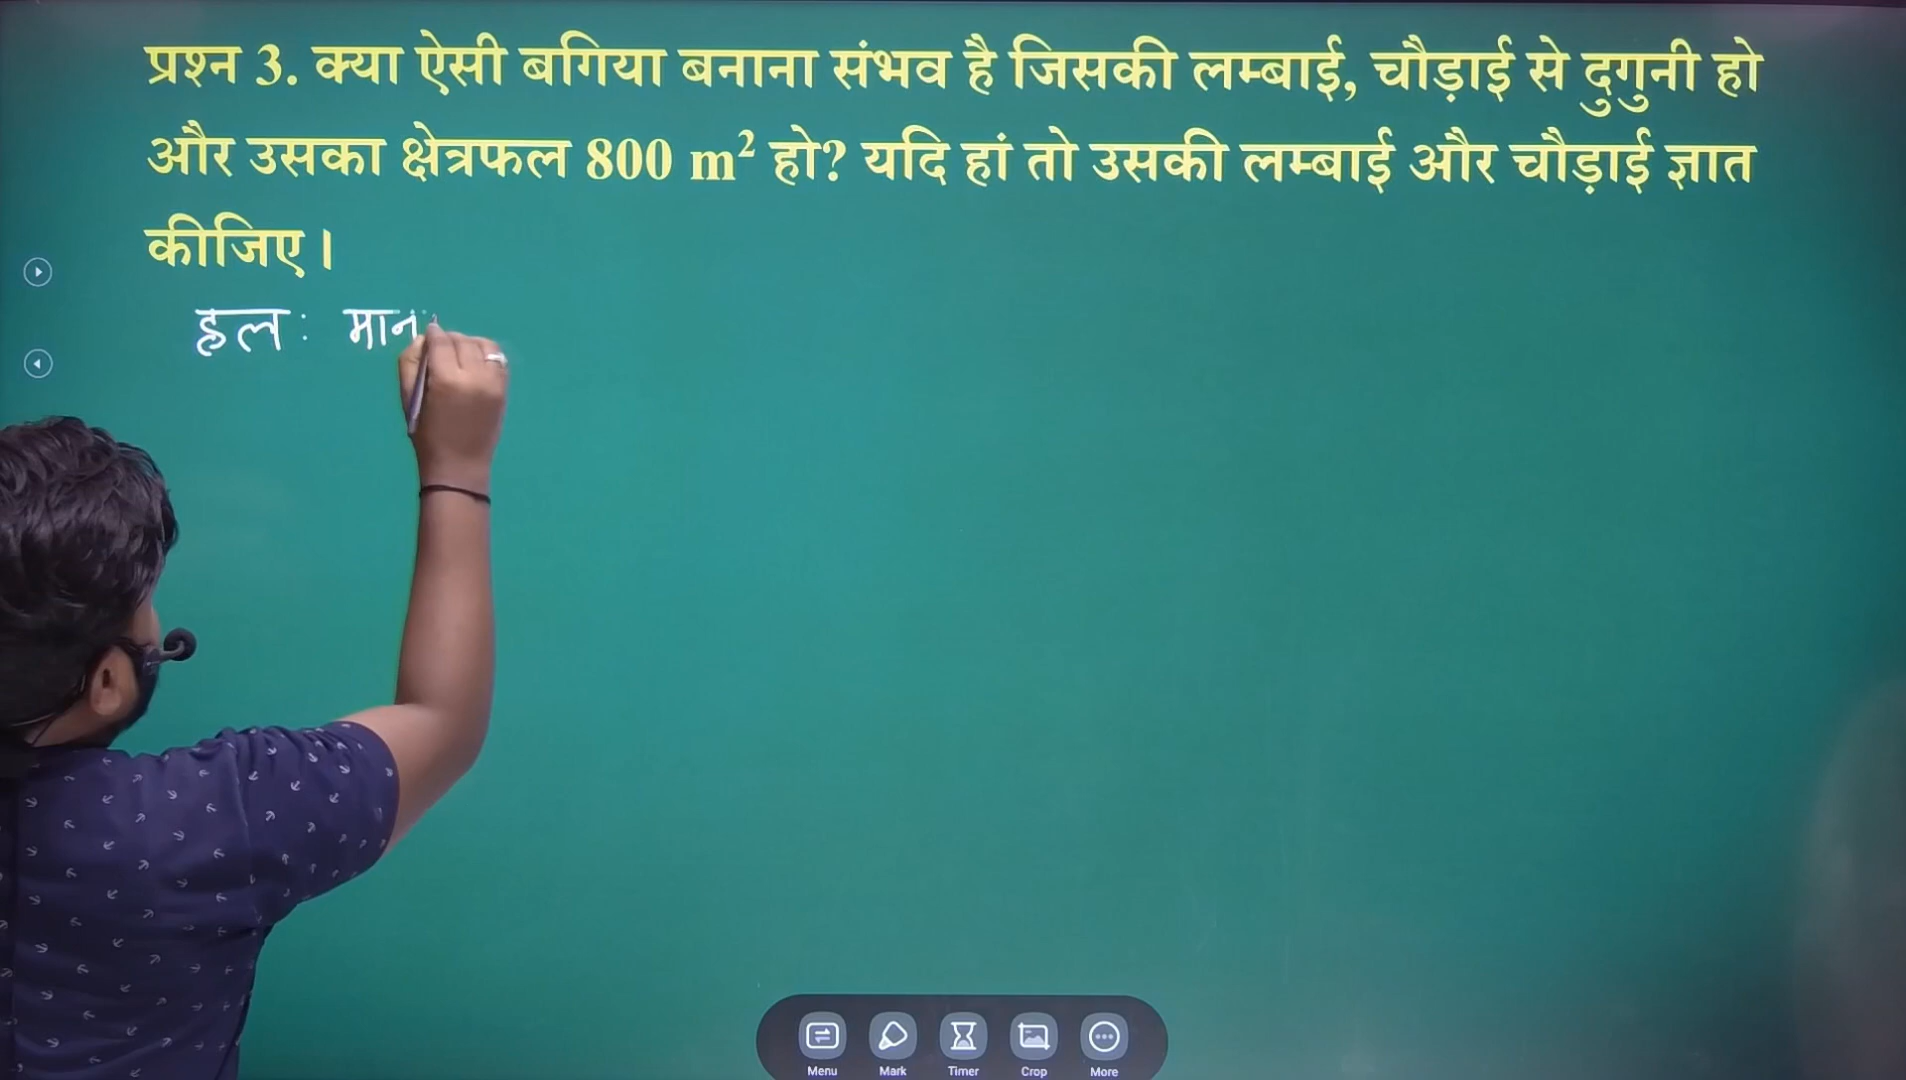 प्रश्न 3. क्या ऐसी बगिया बनाना संभव है जिसकी लम्बाई, चौड़ाई से दुगुनी हो
और उसका क्षेत्रफल 800 m² हो? यदि हां तो उसकी लम्बाई और चौड़ाई ज्ञात
कीजिए।
हल: मान
Menu Mark Timer Crop More